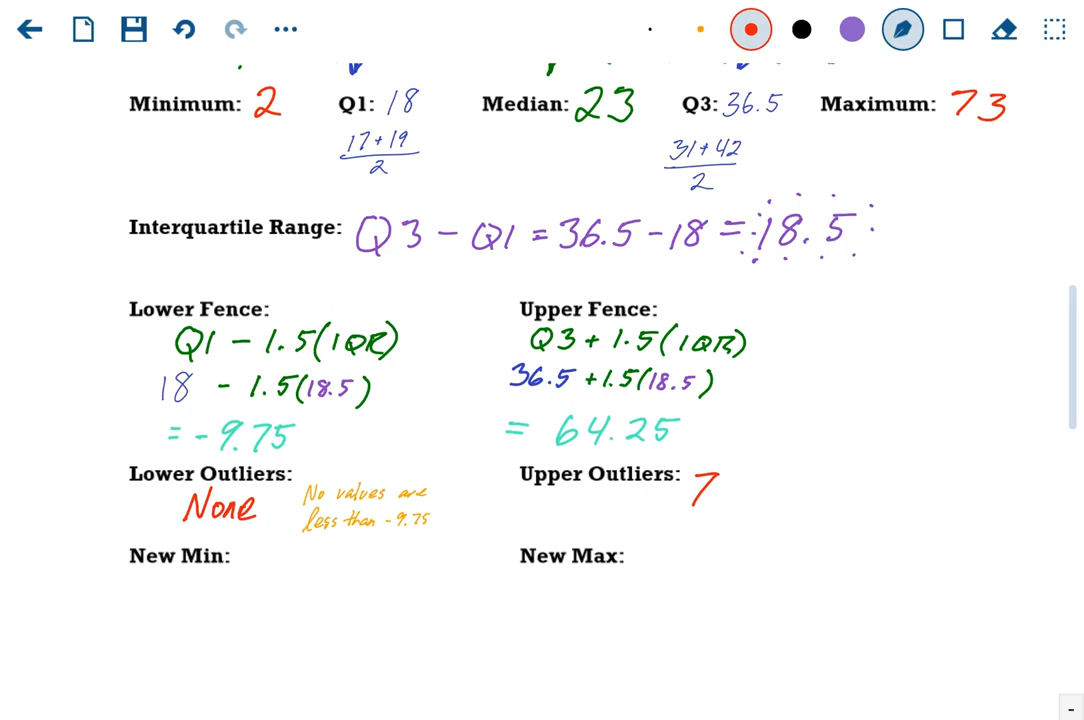 Minimum: 2 Q1: 18 Median: 23 Q3: 36.5 Maximum: 73
17 + 19
2
31 + 42
2
Interquartile Range: Q3 - Q1 = 36.5 - 18 = 18.5
Lower Fence: Upper Fence:
Q1 - 1.5(IQR) Q3 + 1.5(IQR)
18 - 1.5(18.5) 36.5 + 1.5(18.5)
= -9.75 = 64.25
Lower Outliers: Upper Outliers: 7
None No values are
less than -9.75
New Min: New Max: